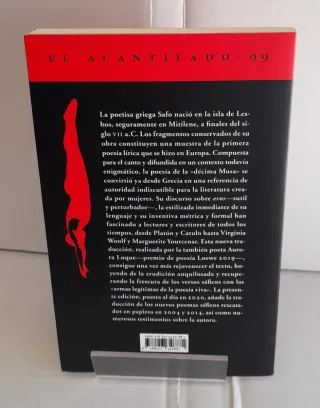 EL ACANTILADO · 99
La poetisa griega Safo nació en la isla de Les-
bos, seguramente en Mitilene, a finales del si-
glo VII a.C. Los fragmentos conservados de su
obra constituyen una muestra de la primera
poesía lírica que se hizo en Europa. Compuesta
para el canto y difundida en un contexto todavía
enigmático, la poesía de la «décima Musa» se
convirtió ya desde Grecia en una referencia de
autoridad indiscutible para la literatura crea-
da por mujeres. Su discurso sobre eros—sutil
y perturbador—, la estilizada inmediatez de su
lenguaje y su inventiva métrica y formal han
fascinado a lectores y escritores de todos los
tiempos, desde Platón y Catulo hasta Virginia
Woolf y Marguerite Yourcenar. Esta nueva tra-
ducción, realizada por la también poeta Auro-
ra Luque—premio de poesía Loewe 2019—,
consigue una vez más rejuvenecer el texto, hu-
yendo de la erudición anquilosada y recupe-
rando la frescura de los versos sáficos con las
«armas legítimas de la poesía viva». La presen-
te edición, puesta al día en 2020, añade la tra-
ducción de los nuevos poemas sáficos rescata-
dos en papiros en 2004 y 2014, así como nu-
merosos testimonios sobre la autora.